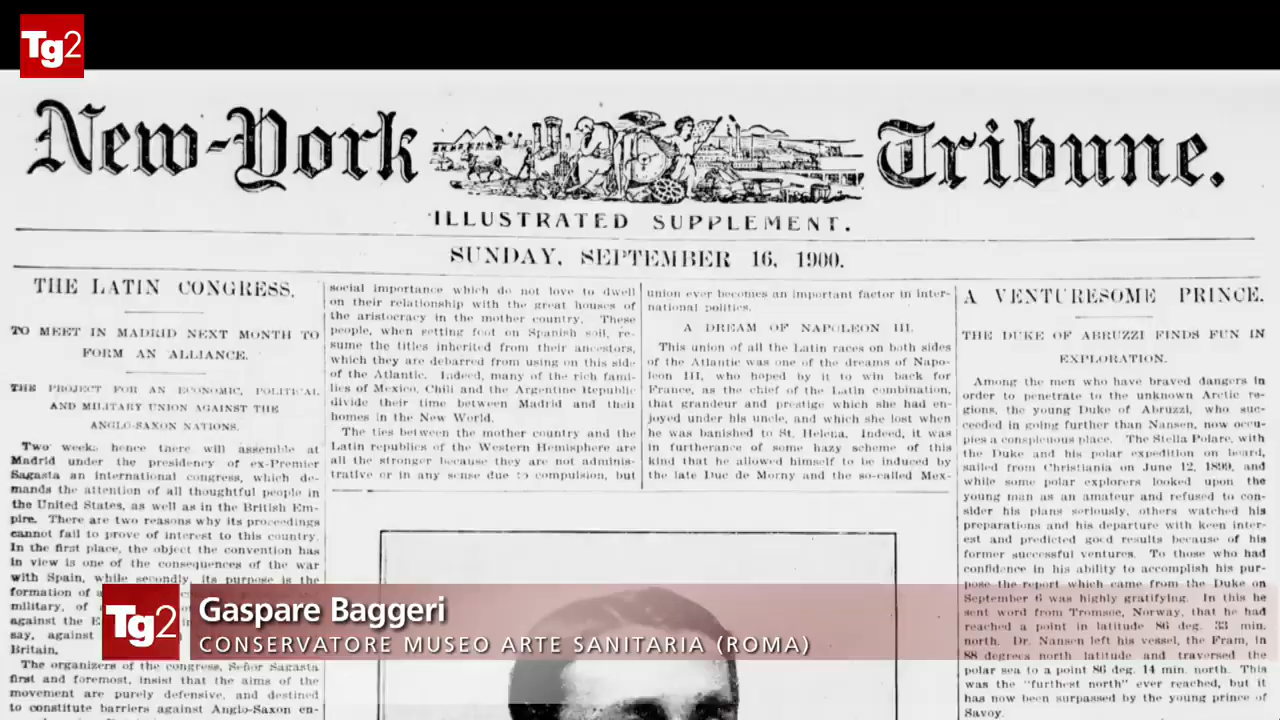 Tg2
New-York Tribune.
ILLUSTRATED SUPPLEMENT.
SUNDAY, SEPTEMBER 16, 1900.
THE LATIN CONGRESS.
TO MEET IN MADRID NEXT MONTH TO
FORM AN ALLIANCE.
THE PROJECT FOR AN ECONOMIC, POLITICAL
AND MILITARY UNION AGAINST THE
ANGLO-SAXON NATIONS.
Two weeks hence there will assemble at
Madrid under the presidency of ex-Premier
Sagasta an international congress, which de-
mands the attention of all thoughtful people in
the United States, as well as in the British Em-
pire. There are two reasons why its proceedings
cannot fail to prove of interest to this country.
In the first place, the object the convention has
in view is one of the consequences of the war
with Spain, while secondly, its purpose is the
formation of
military, of
against the
say, against
Britain.
The organizers of the congress, Señor Sagasta
first and foremost, insist that the aims of the
movement are purely defensive, and destined
to constitute barriers against Anglo-Saxon en-
social importance which do not love to dwell
on their relationship with the great houses of
the aristocracy in the mother country. These
people, when setting foot on Spanish soil, re-
sume the titles inherited from their ancestors,
which they are debarred from using on this side
of the Atlantic. Indeed, many of the rich fami-
lies of Mexico, Chili and the Argentine Republic
divide their time between Madrid and their
homes in the New World.
The ties between the mother country and the
Latin republics of the Western Hemisphere are
all the stronger because they are not adminis-
trative or in any sense due to compulsion, but
union ever becomes an important factor in inter-
national politics.
A DREAM OF NAPOLEON III.
This union of all the Latin races on both sides
of the Atlantic was one of the dreams of Napo-
leon III, who hoped by it to win back for
France, as the chief of the Latin combination,
that grandeur and prestige which she had en-
joyed under his uncle, and which she lost when
he was banished to St. Helena. Indeed, it was
in furtherance of some hazy scheme of this
kind that he allowed himself to be induced by
the late Duc de Morny and the so-called Mex-
A VENTURESOME PRINCE.
THE DUKE OF ABRUZZI FINDS FUN IN
EXPLORATION.
Among the men who have braved dangers in
order to penetrate to the unknown Arctic re-
gions, the young Duke of Abruzzi, who suc-
ceeded in going further than Nansen, now occu-
pies a conspicuous place. The Stella Polare, with
the Duke and his polar expedition on board,
sailed from Christiania on June 12, 1899, and
while some polar explorers looked upon the
young man as an amateur and refused to con-
sider his plans seriously, others watched his
preparations and his departure with keen inter-
est and predicted good results because of his
former successful ventures. To those who had
confidence in his ability to accomplish his pur-
pose the report which came from the Duke on
September 6 was highly gratifying. In this he
sent word from Tromsoe, Norway, that he had
reached a point in latitude 86 deg. 33 min.
north. Dr. Nansen left his vessel, the Fram, in
88 degrees north latitude and traversed the
polar sea to a point 86 deg. 14 min. north. This
was the "furthest north" ever reached, but it
has now been surpassed by the young prince of
Savoy.
Tg2
Gaspare Baggeri
CONSERVATORE MUSEO ARTE SANITARIA (ROMA)